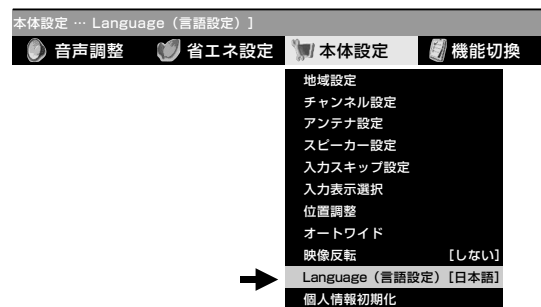 本体設定 … Language（言語設定）]
音声調整 省エネ設定 本体設定 機能切換
地域設定
チャンネル設定
アンテナ設定
スピーカー設定
入力スキップ設定
入力表示選択
位置調整
オートワイド
映像反転 [しない]
Language（言語設定）[日本語]
個人情報初期化